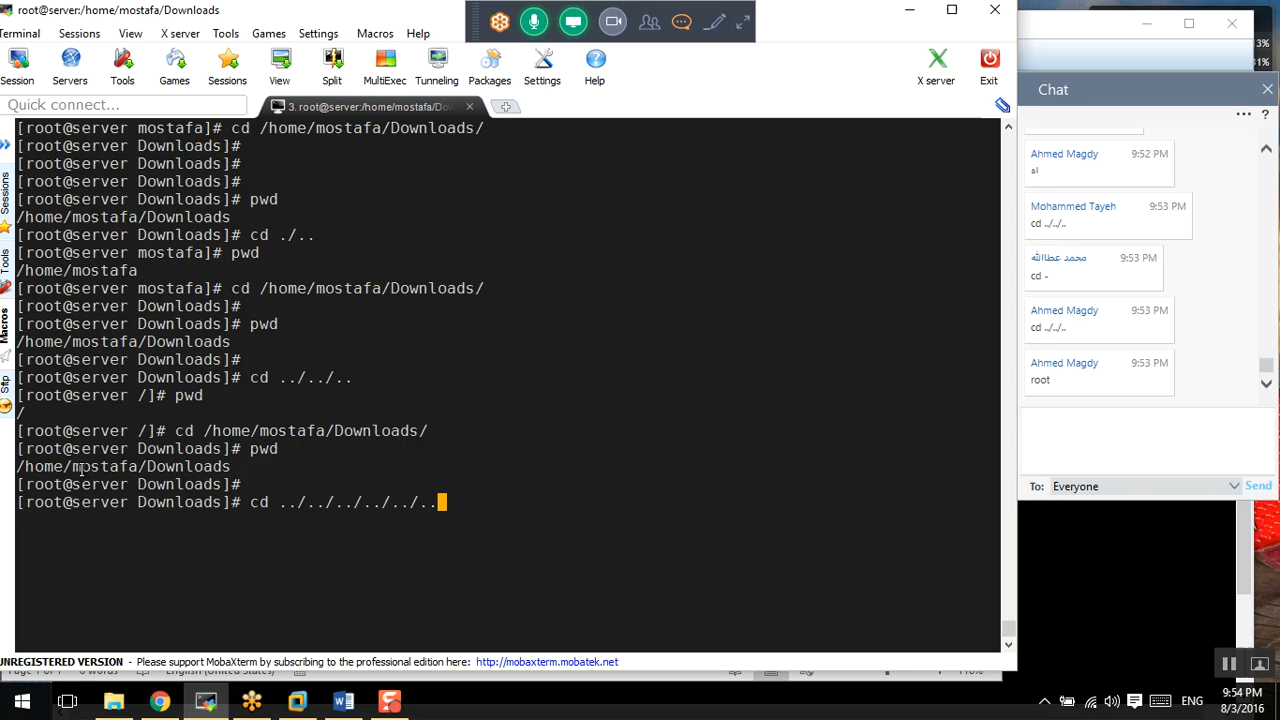 root@server:/home/mostafa/Downloads
Terminal Sessions View X server Tools Games Settings Macros Help
Session Servers Tools Games Sessions View Split MultiExec Tunneling Packages Settings Help X server Exit
Quick connect...
3. root@server:/home/mostafa/Do
[root@server mostafa]# cd /home/mostafa/Downloads/
[root@server Downloads]#
[root@server Downloads]#
[root@server Downloads]#
[root@server Downloads]# pwd
/home/mostafa/Downloads
[root@server Downloads]# cd ./..
[root@server mostafa]# pwd
/home/mostafa
[root@server mostafa]# cd /home/mostafa/Downloads/
[root@server Downloads]#
[root@server Downloads]# pwd
/home/mostafa/Downloads
[root@server Downloads]#
[root@server Downloads]# cd ../../..
[root@server /]# pwd
/
[root@server /]# cd /home/mostafa/Downloads/
[root@server Downloads]# pwd
/home/mostafa/Downloads
[root@server Downloads]#
[root@server Downloads]# cd ../../../../../..
Sessions
Tools
Macros
Sftp
UNREGISTERED VERSION - Please support MobaXterm by subscribing to the professional edition here: http://mobaxterm.mobatek.net
3%
81%
Chat
?
Ahmed Magdy 9:52 PM
اه
Mohammed Tayeh 9:53 PM
cd ../../..
محمد عطاالله 9:53 PM
cd -
Ahmed Magdy 9:53 PM
cd ../../..
Ahmed Magdy 9:53 PM
root
To: Everyone Send
ENG
9:54 PM
8/3/2016